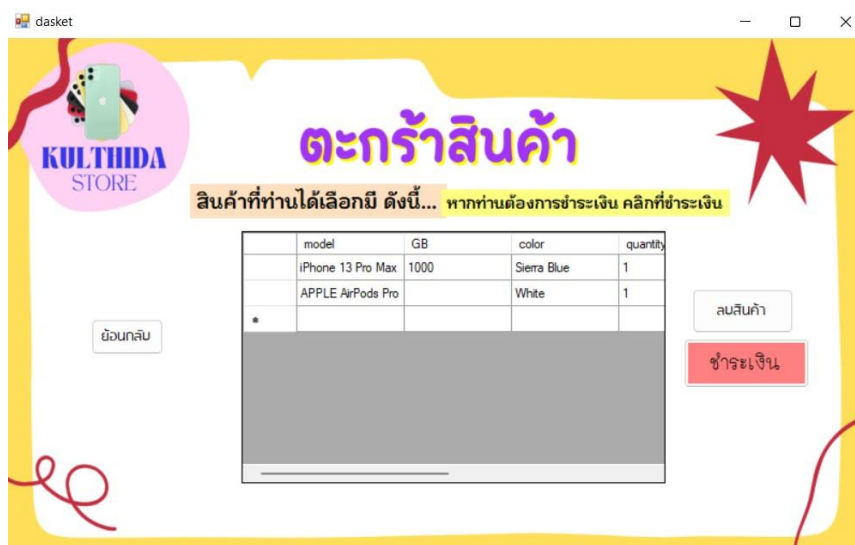 dasket
KULTHIDA
STORE
ตะกร้าสินค้า
สินค้าที่ท่านได้เลือกมี ดังนี้...
หากท่านต้องการชำระเงิน คลิกที่ชำระเงิน
model GB color quantity
iPhone 13 Pro Max 1000 Sierra Blue 1
APPLE AirPods Pro White 1
*
ย้อนกลับ
ลบสินค้า
ชำระเงิน